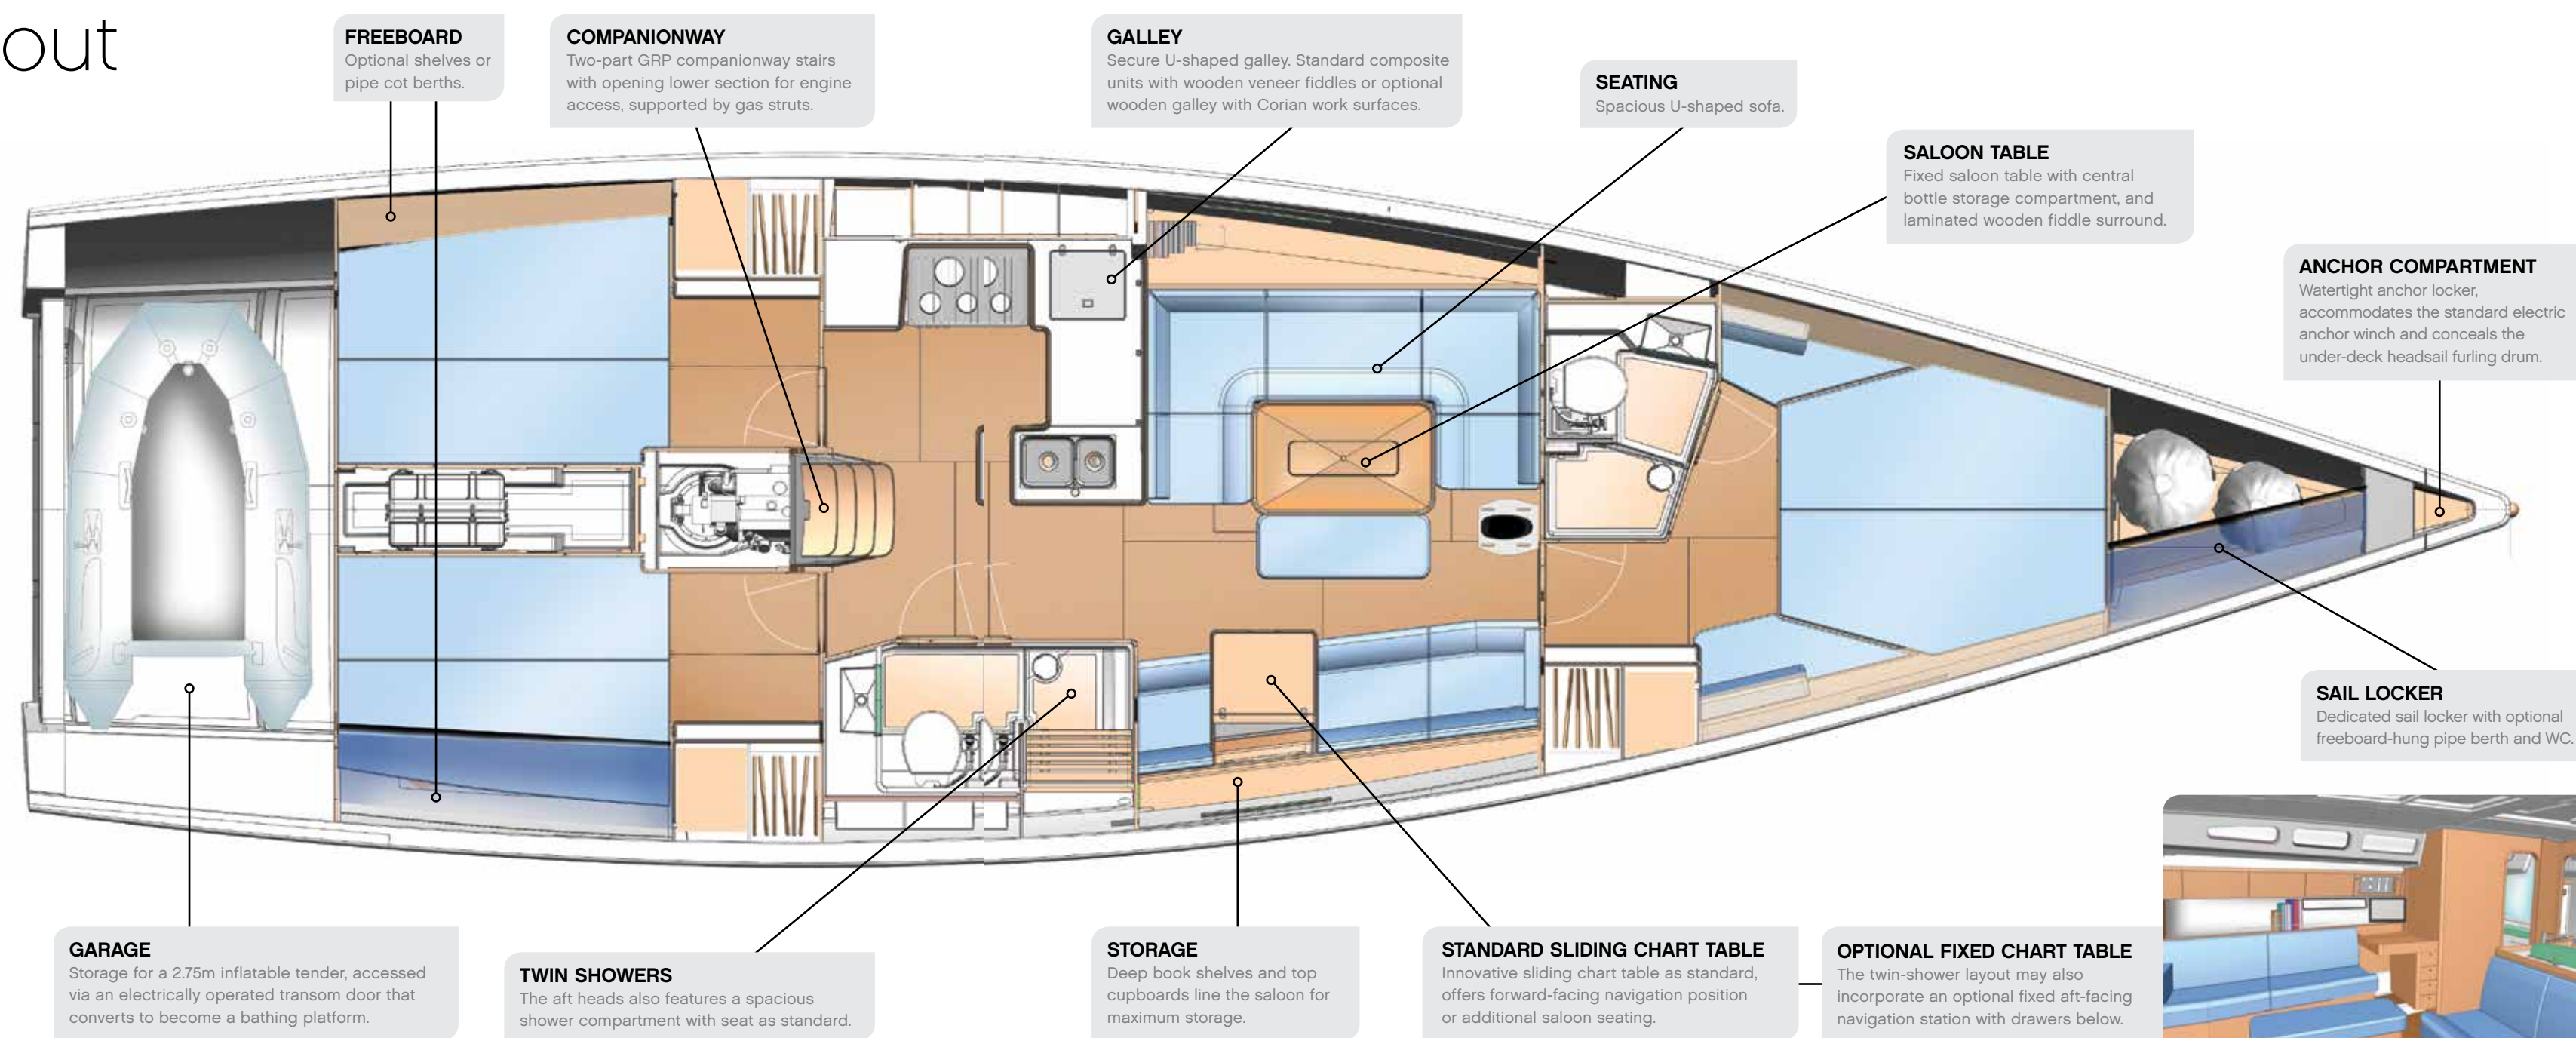 out
FREEBOARD
Optional shelves or
pipe cot berths.
COMPANIONWAY
Two-part GRP companionway stairs
with opening lower section for engine
access, supported by gas struts.
GALLEY
Secure U-shaped galley. Standard composite
units with wooden veneer fiddles or optional
wooden galley with Corian work surfaces.
SEATING
Spacious U-shaped sofa.
SALOON TABLE
Fixed saloon table with central
bottle storage compartment, and
laminated wooden fiddle surround.
ANCHOR COMPARTMENT
Watertight anchor locker,
accommodates the standard electric
anchor winch and conceals the
under-deck headsail furling drum.
SAIL LOCKER
Dedicated sail locker with optional
freeboard-hung pipe berth and WC.
GARAGE
Storage for a 2.75m inflatable tender, accessed
via an electrically operated transom door that
converts to become a bathing platform.
TWIN SHOWERS
The aft heads also features a spacious
shower compartment with seat as standard.
STORAGE
Deep book shelves and top
cupboards line the saloon for
maximum storage.
STANDARD SLIDING CHART TABLE
Innovative sliding chart table as standard,
offers forward-facing navigation position
or additional saloon seating.
OPTIONAL FIXED CHART TABLE
The twin-shower layout may also
incorporate an optional fixed aft-facing
navigation station with drawers below.